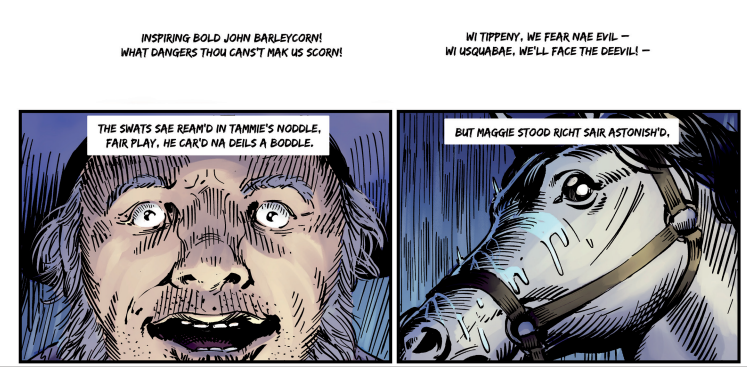 INSPIRING BOLD JOHN BARLEYCORN!
WHAT DANGERS THOU CANS'T MAK US SCORN!
WI TIPPENY, WE FEAR NAE EVIL –
WI USQUABAE, WE'LL FACE THE DEEVIL! –
THE SWATS SAE REAM'D IN TAMMIE'S NODDLE,
FAIR PLAY, HE CAR'D NA DEILS A BODDLE.
BUT MAGGIE STOOD RICHT SAIR ASTONISH'D,